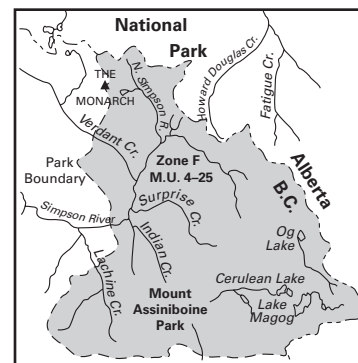 National
Park
THE
MONARCH
N. Simpson R.
Howard Douglas Cr.
Fatigue Cr.
Verdant Cr.
Park
Boundary
Zone F
M.U. 4–25
Alberta
B.C.
Surprise Cr.
Simpson River
Indian Cr.
Og
Lake
Lachine Cr.
Cerulean Lake
Lake
Magog
Mount
Assiniboine
Park